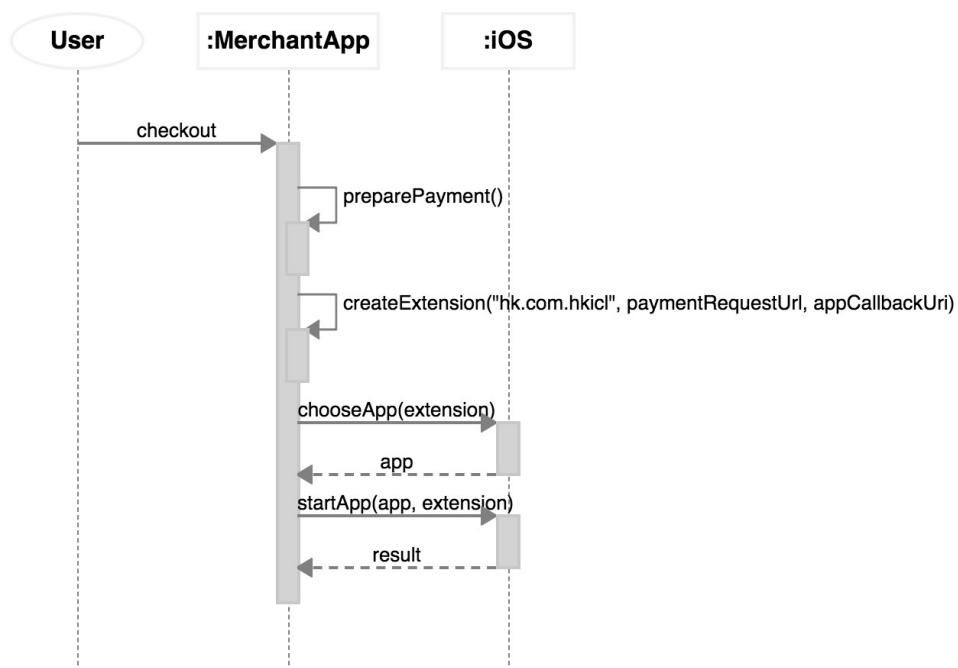 User
:MerchantApp
:iOS
checkout
preparePayment()
createExtension("hk.com.hkicl", paymentRequestUrl, appCallbackUri)
chooseApp(extension)
app
startApp(app, extension)
result